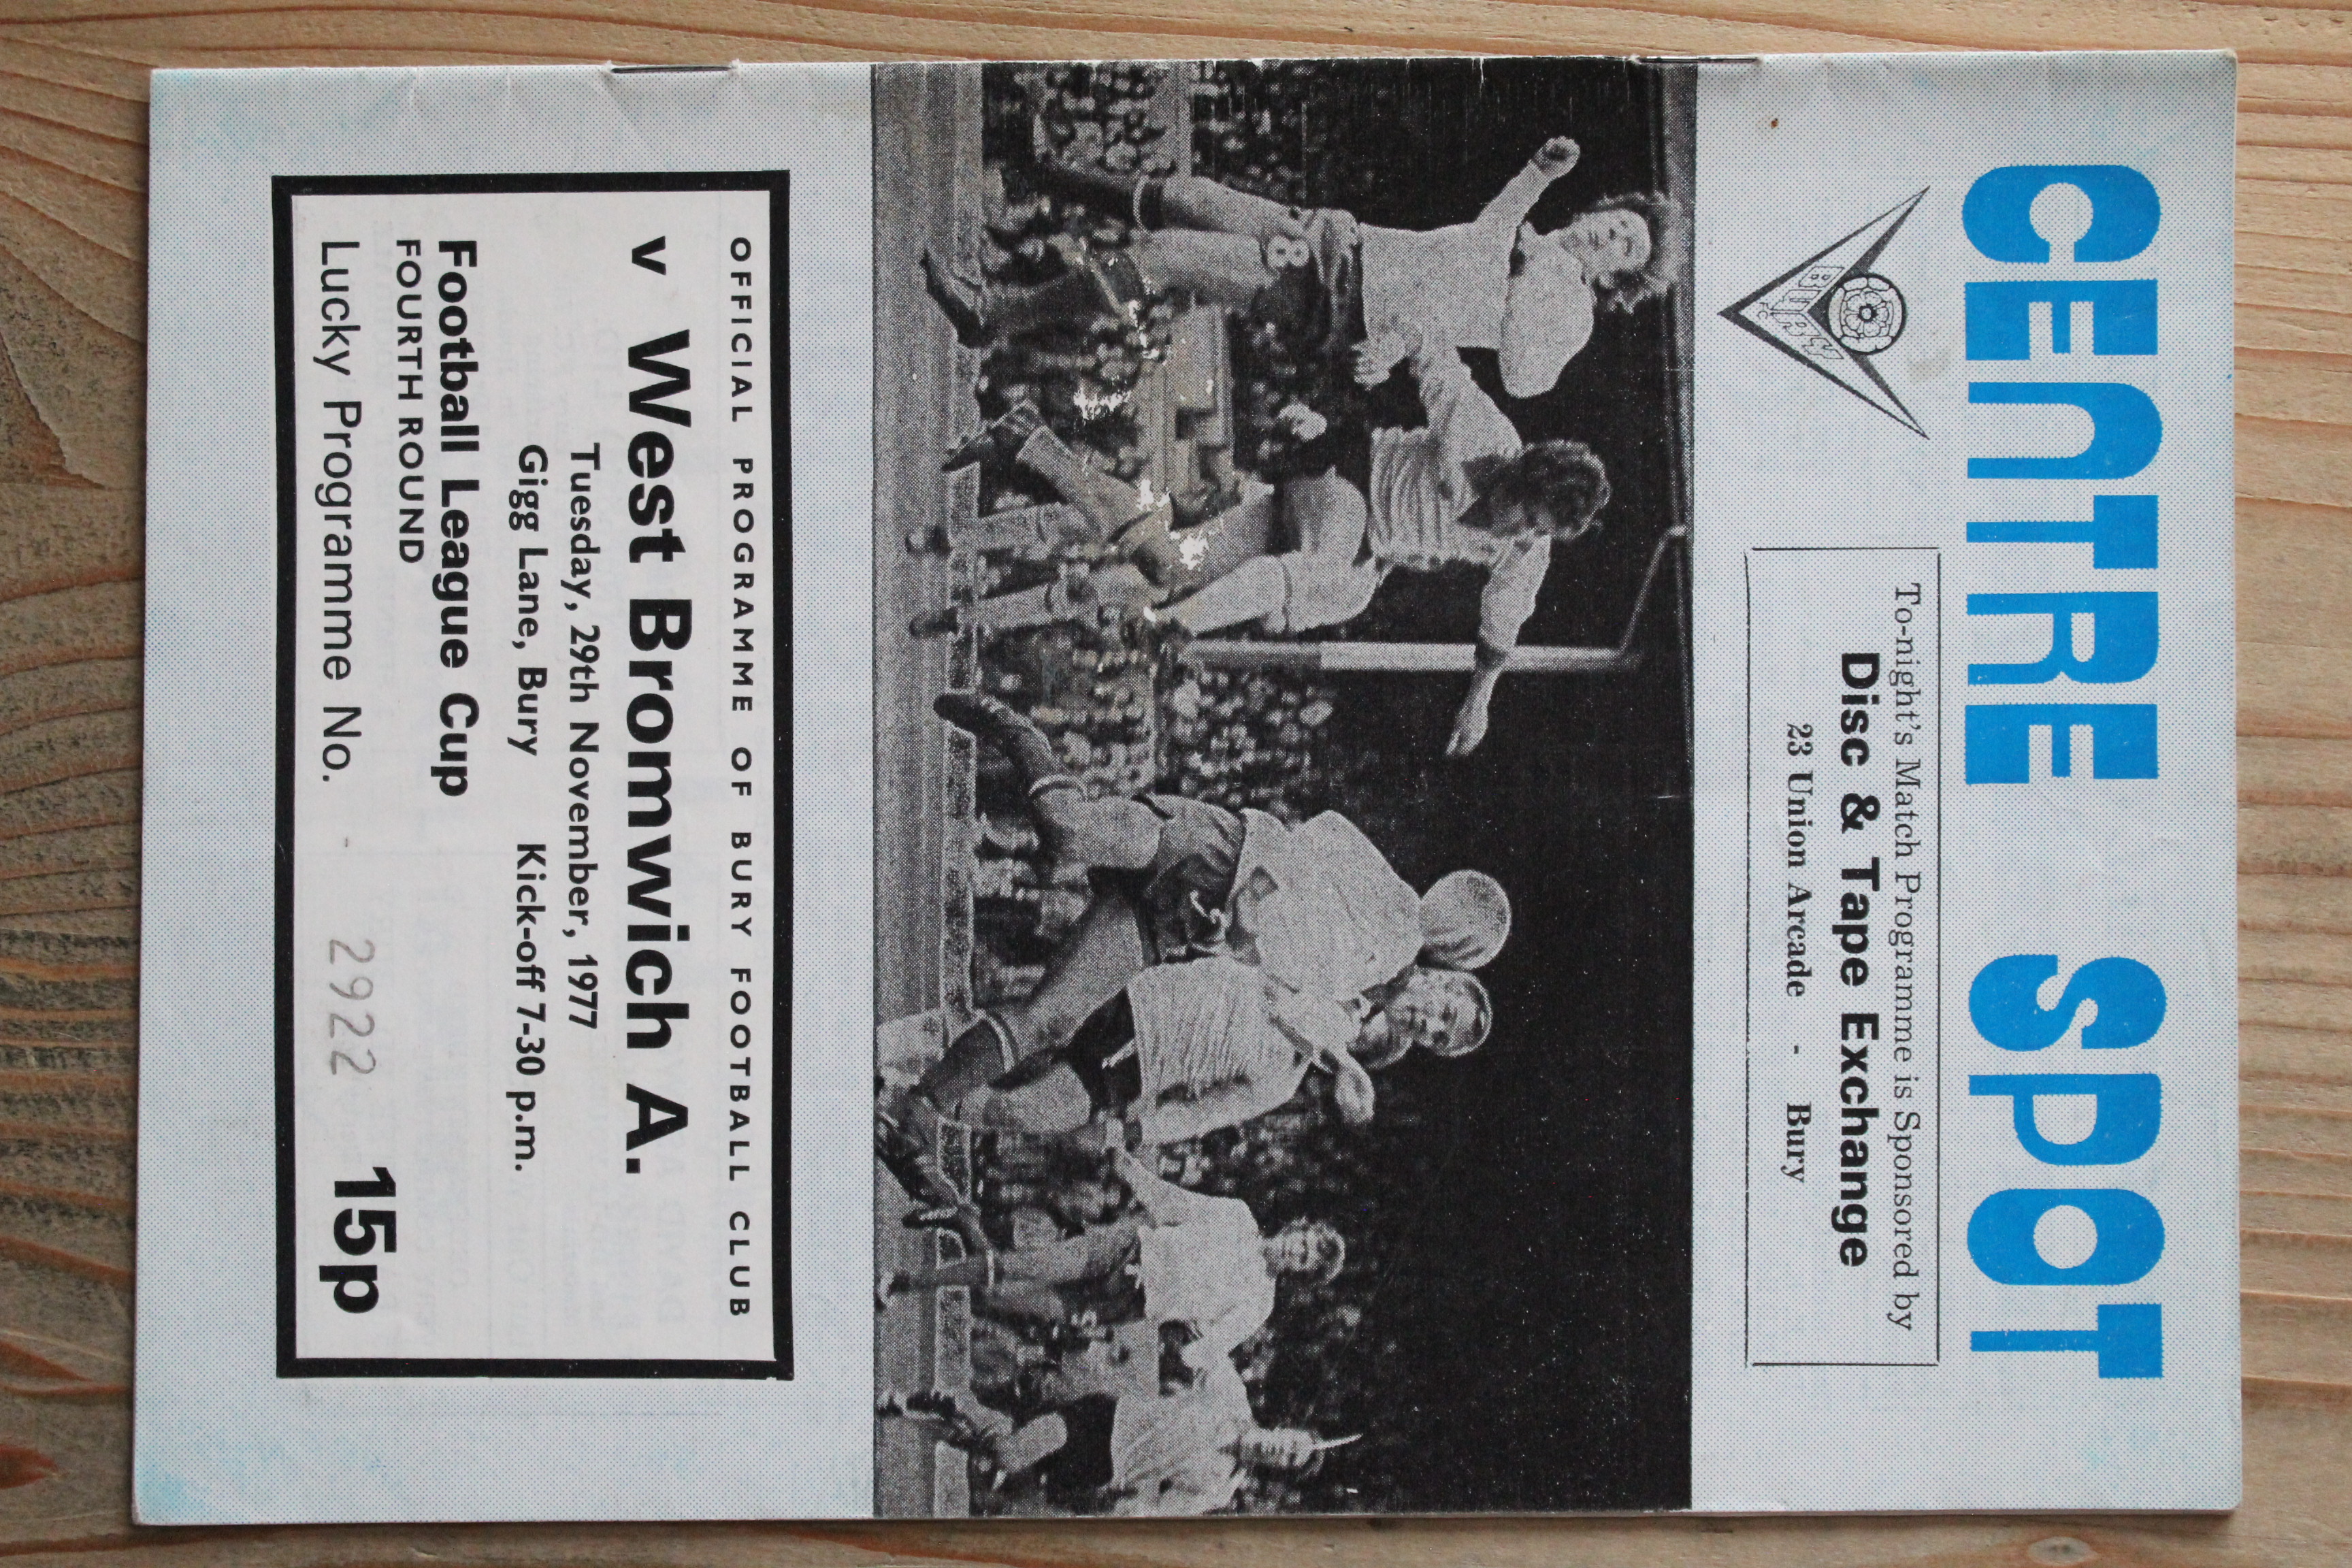 CENTRE SPOT
BURY
F C
To-night's Match Programme is Sponsored by
Disc & Tape Exchange
23 Union Arcade - Bury
8
OFFICIAL PROGRAMME OF BURY FOOTBALL CLUB
v West Bromwich A.
Tuesday, 29th November, 1977
Gigg Lane, Bury Kick-off 7-30 p.m.
Football League Cup
FOURTH ROUND
Lucky Programme No. - 2922 15p